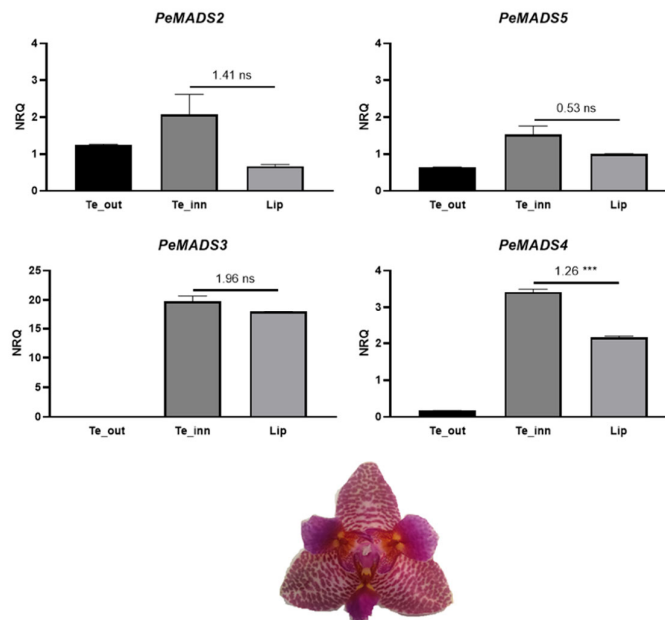 PeMADS2
4
3
2
1
0
NRQ
1.41 ns
Te_out Te_inn Lip
PeMADS5
4
3
2
1
0
NRQ
0.53 ns
Te_out Te_inn Lip
PeMADS3
25
20
15
10
5
0
NRQ
1.96 ns
Te_out Te_inn Lip
PeMADS4
4
3
2
1
0
NRQ
1.26 ***
Te_out Te_inn Lip